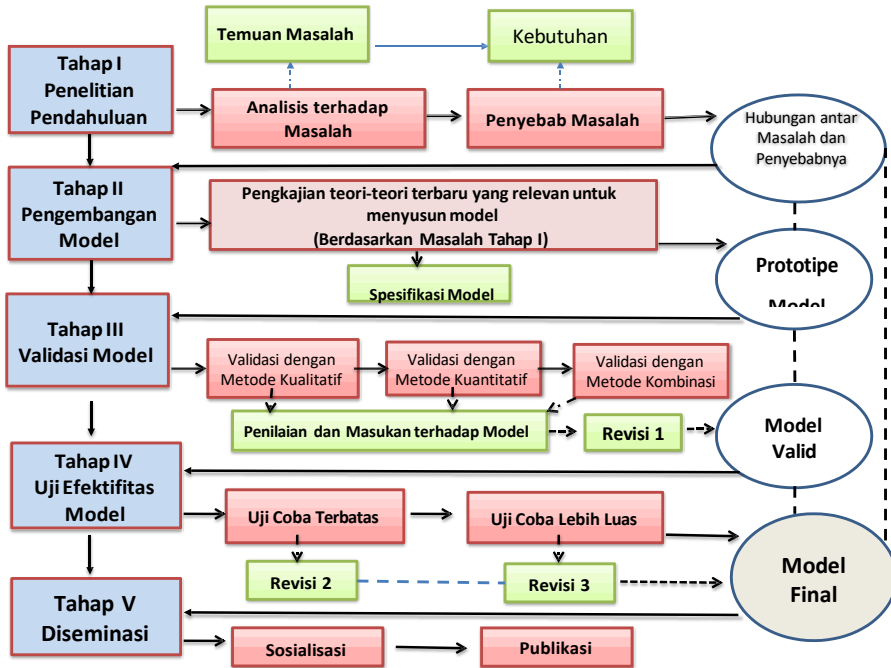 Temuan Masalah
Kebutuhan
Tahap I
Penelitian
Pendahuluan
Analisis terhadap
Masalah
Penyebab Masalah
Hubungan antar
Masalah dan
Penyebabnya
Tahap II
Pengembangan
Model
Pengkajian teori-teori terbaru yang relevan untuk
menyusun model
(Berdasarkan Masalah Tahap I)
Spesifikasi Model
Prototipe
Model
Tahap III
Validasi Model
Validasi dengan
Metode Kualitatif
Validasi dengan
Metode Kuantitatif
Validasi dengan
Metode Kombinasi
Penilaian dan Masukan terhadap Model
Revisi 1
Model
Valid
Tahap IV
Uji Efektifitas
Model
Uji Coba Terbatas
Uji Coba Lebih Luas
Revisi 2
Revisi 3
Model
Final
Tahap V
Diseminasi
Sosialisasi
Publikasi